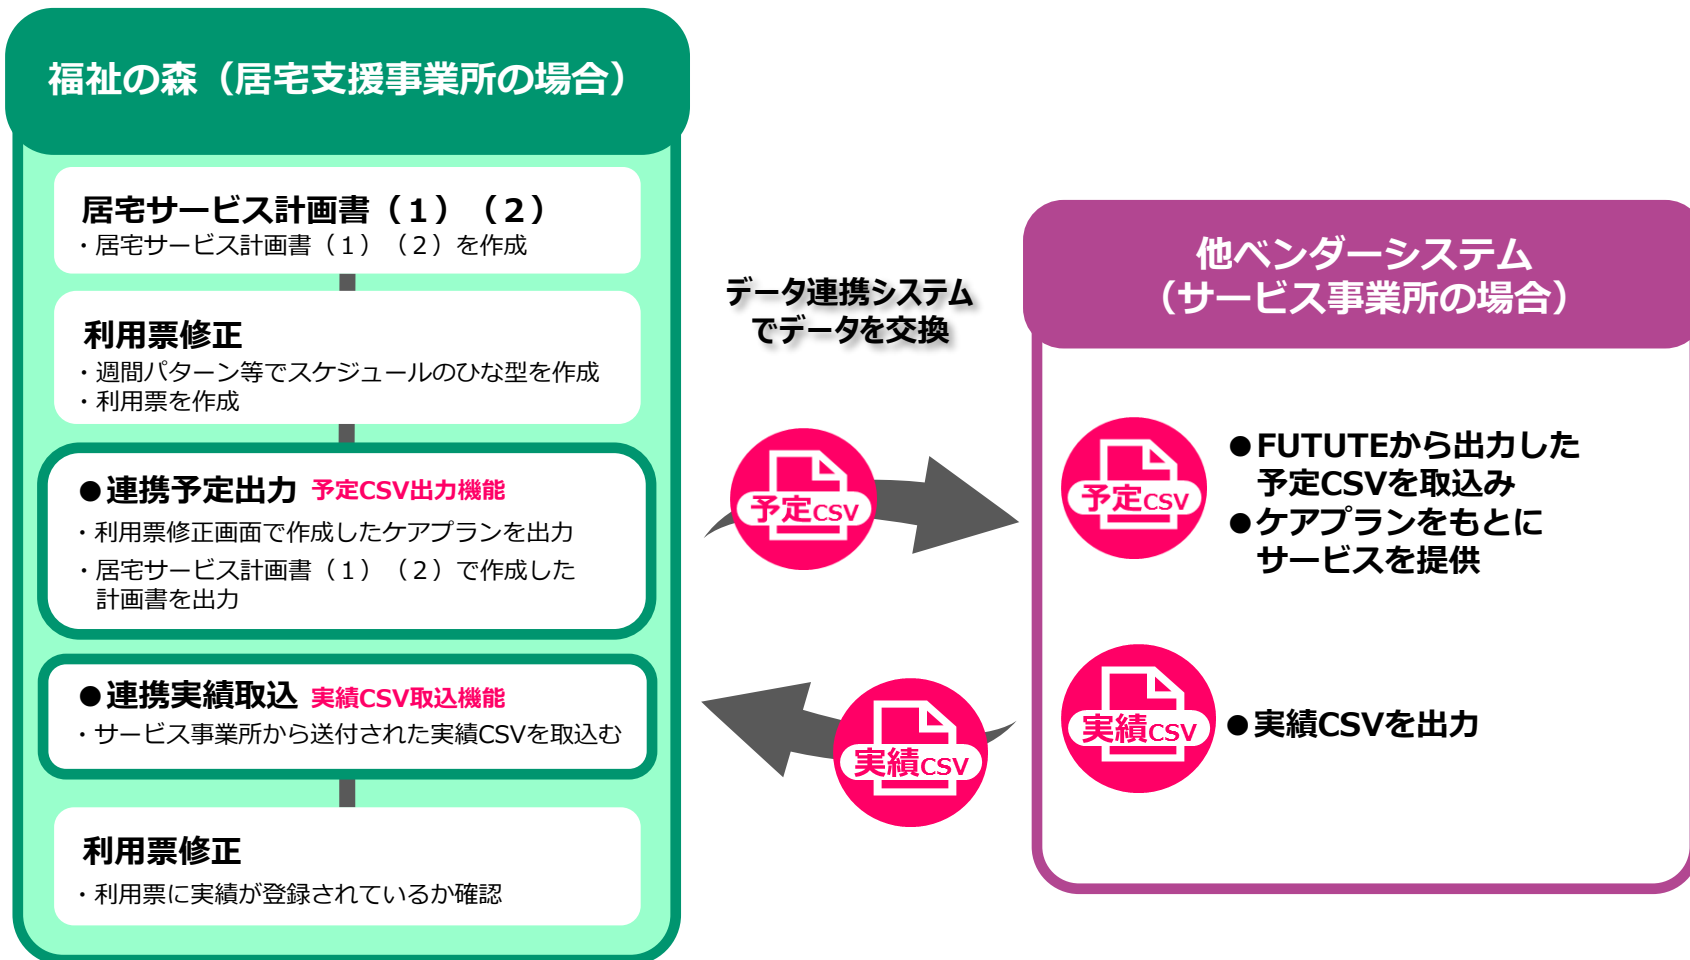 福祉の森（居宅支援事業所の場合）
居宅サービス計画書（１）（２）
・居宅サービス計画書（１）（２）を作成
利用票修正
・週間パターン等でスケジュールのひな型を作成
・利用票を作成
●連携予定出力 予定CSV出力機能
・利用票修正画面で作成したケアプランを出力
・居宅サービス計画書（１）（２）で作成した
計画書を出力
●連携実績取込 実績CSV取込機能
・サービス事業所から送付された実績CSVを取込む
利用票修正
・利用票に実績が登録されているか確認
データ連携システム
でデータを交換
予定CSV
実績CSV
他ベンダーシステム
（サービス事業所の場合）
予定CSV
●FUTUTEから出力した
予定CSVを取込み
●ケアプランをもとに
サービスを提供
実績CSV
●実績CSVを出力